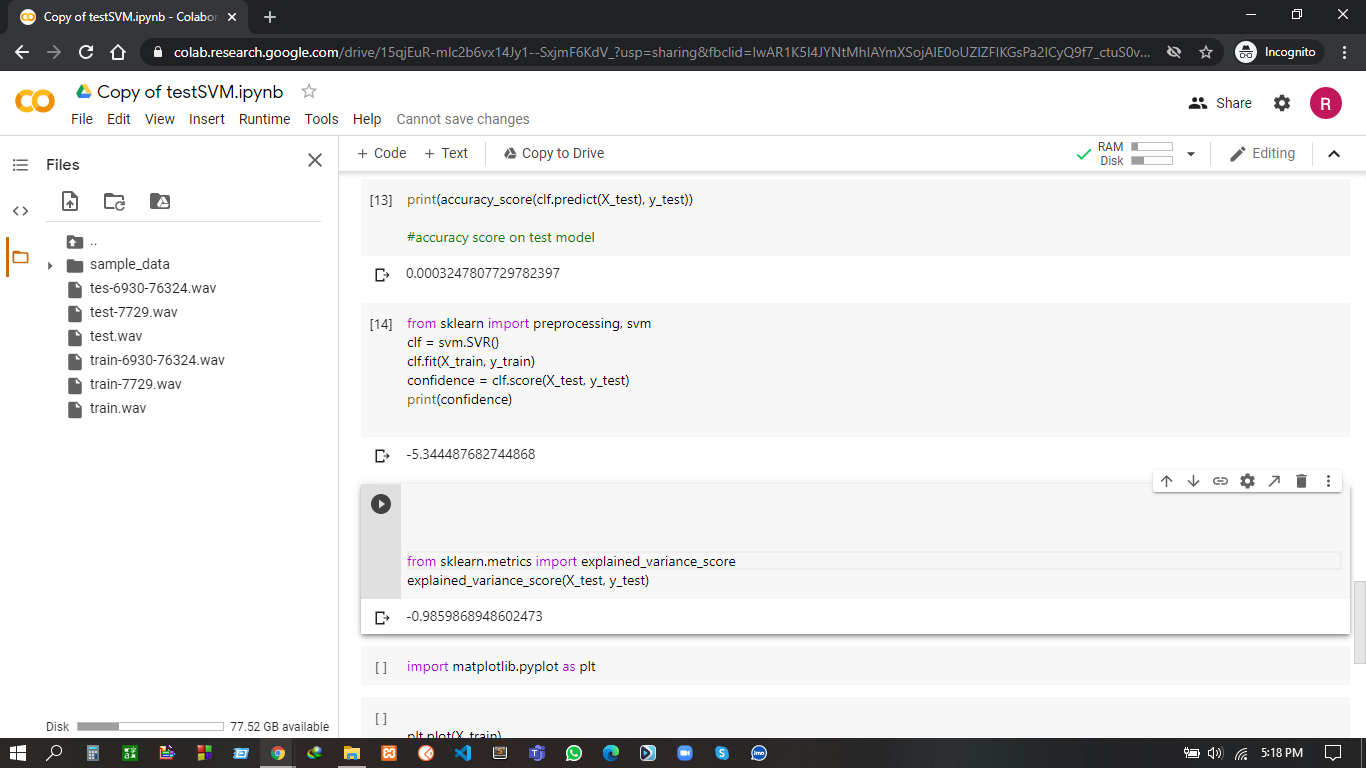 Copy of testSVM.ipynb - Colabor
colab.research.google.com/drive/15qjEuR-mIc2b6vx14Jy1--SxjmF6KdV_?usp=sharing&fbclid=IwAR1K5I4JYNtMhIAYmXSojAIE0oUZIZFIKGsPa2ICyQ9f7_ctuS0v...
Incognito
Copy of testSVM.ipynb
File Edit View Insert Runtime Tools Help Cannot save changes
Share
R
Files
+ Code + Text Copy to Drive
RAM
Disk
Editing
..
sample_data
tes-6930-76324.wav
test-7729.wav
test.wav
train-6930-76324.wav
train-7729.wav
train.wav
Disk 77.52 GB available
[13] print(accuracy_score(clf.predict(X_test), y_test))
#accuracy score on test model
0.0003247807729782397
[14] from sklearn import preprocessing, svm
clf = svm.SVR()
clf.fit(X_train, y_train)
confidence = clf.score(X_test, y_test)
print(confidence)
-5.344487682744868
from sklearn.metrics import explained_variance_score
explained_variance_score(X_test, y_test)
-0.9859868948602473
[ ] import matplotlib.pyplot as plt
[ ]
plt.plot(X_train)
5:18 PM